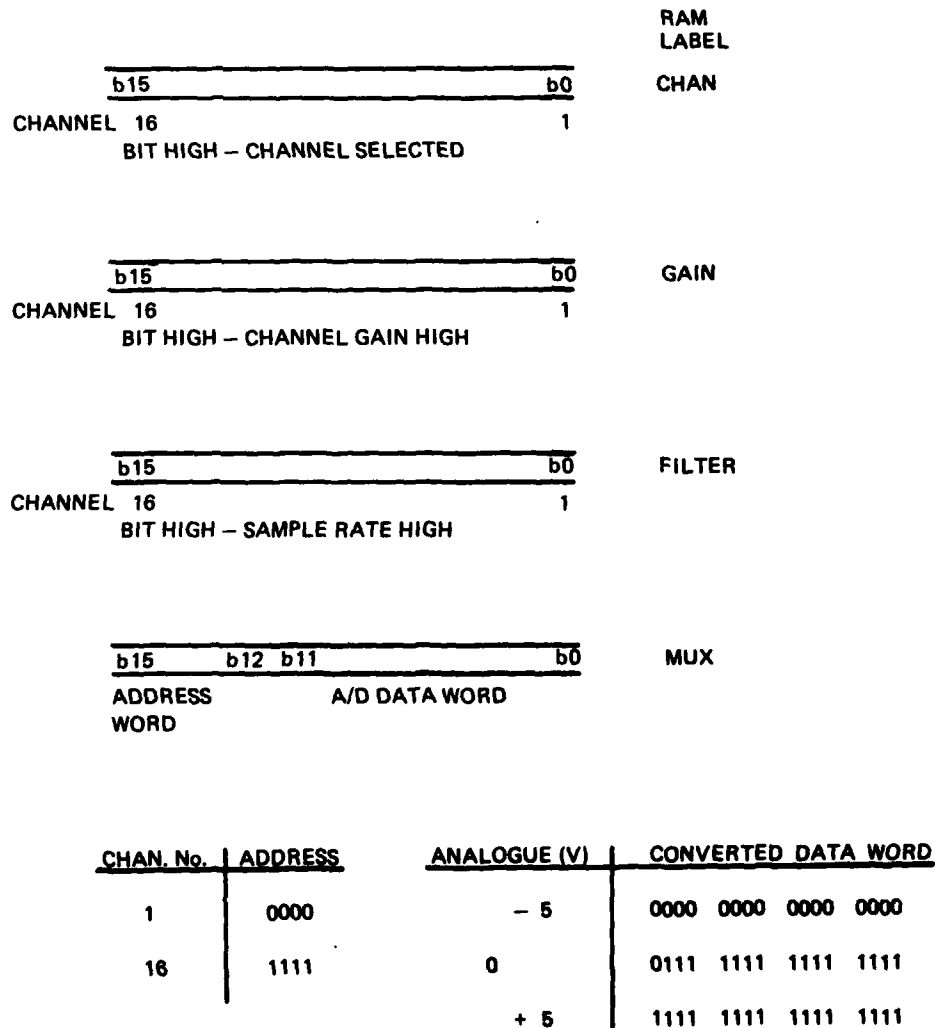 RAM
LABEL
b15 b0 CHAN
CHANNEL 16 1
BIT HIGH – CHANNEL SELECTED
b15 b0 GAIN
CHANNEL 16 1
BIT HIGH – CHANNEL GAIN HIGH
b15 b0 FILTER
CHANNEL 16 1
BIT HIGH – SAMPLE RATE HIGH
b15 b12 b11 b0 MUX
ADDRESS A/D DATA WORD
WORD
CHAN. No. ADDRESS ANALOGUE (V) CONVERTED DATA WORD
1 0000 – 5 0000 0000 0000 0000
16 1111 0 0111 1111 1111 1111
+ 5 1111 1111 1111 1111